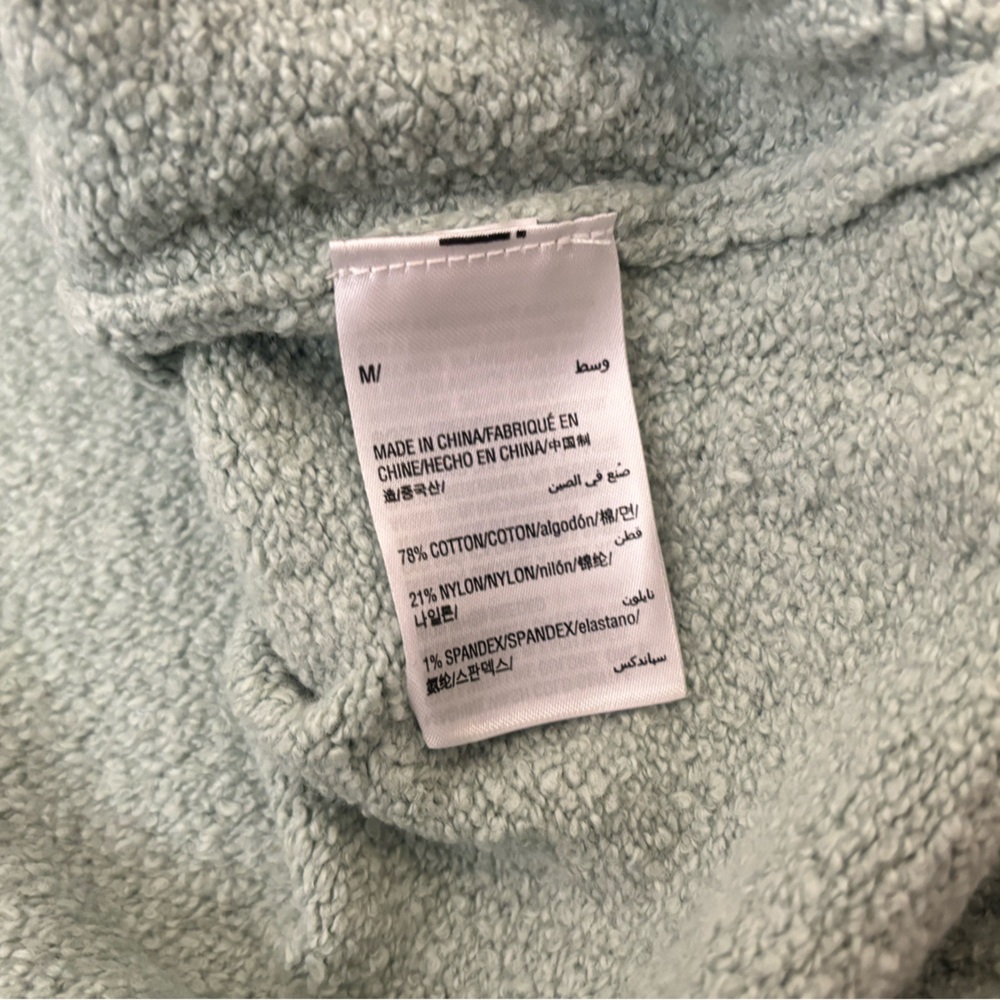 M/ وسط
MADE IN CHINA/FABRIQUÉ EN
CHINE/HECHO EN CHINA/中国制
造/중국산/ صُنع في الصين
78% COTTON/COTON/algodón/棉/면/
قطن
21% NYLON/NYLON/nilón/锦纶/
나일론/ نايلون
1% SPANDEX/SPANDEX/elastano/
氨纶/스판덱스/ سباندكس